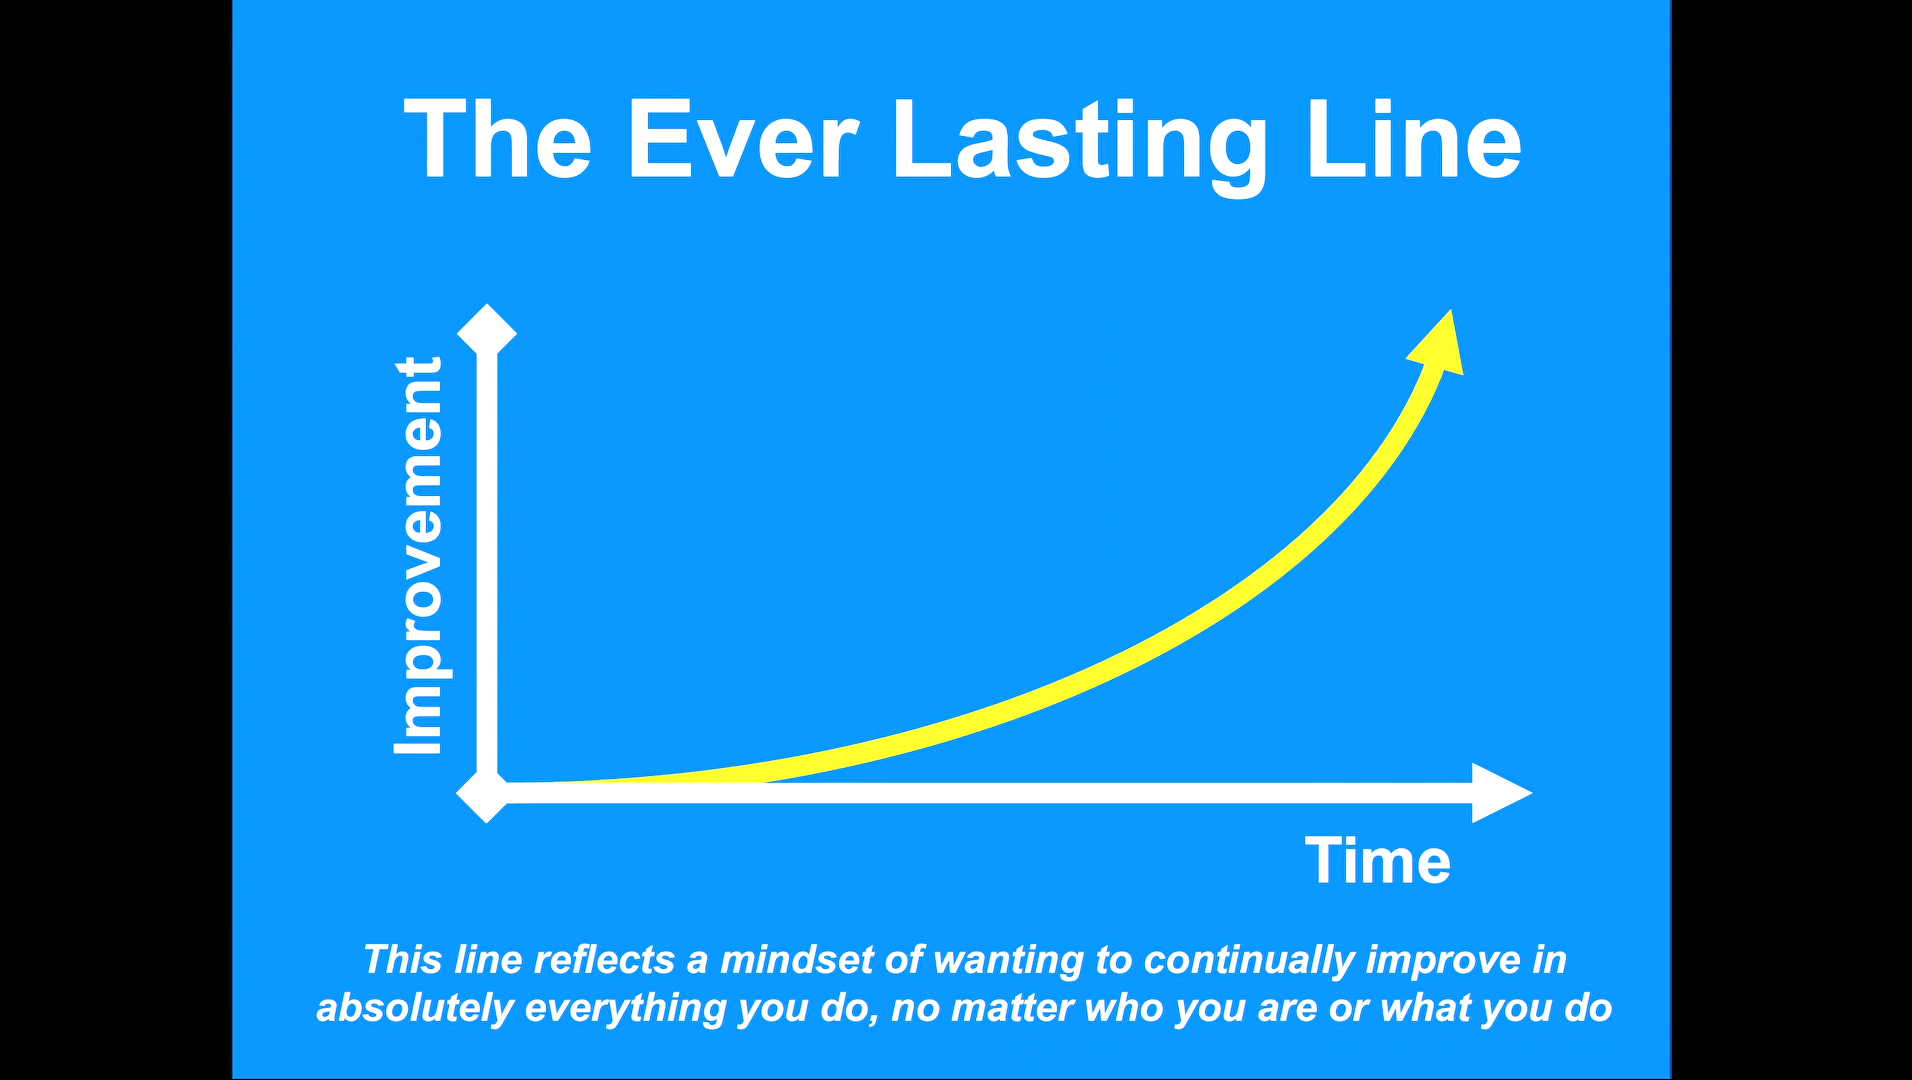 The Ever Lasting Line
Improvement
Time
This line reflects a mindset of wanting to continually improve in
absolutely everything you do, no matter who you are or what you do